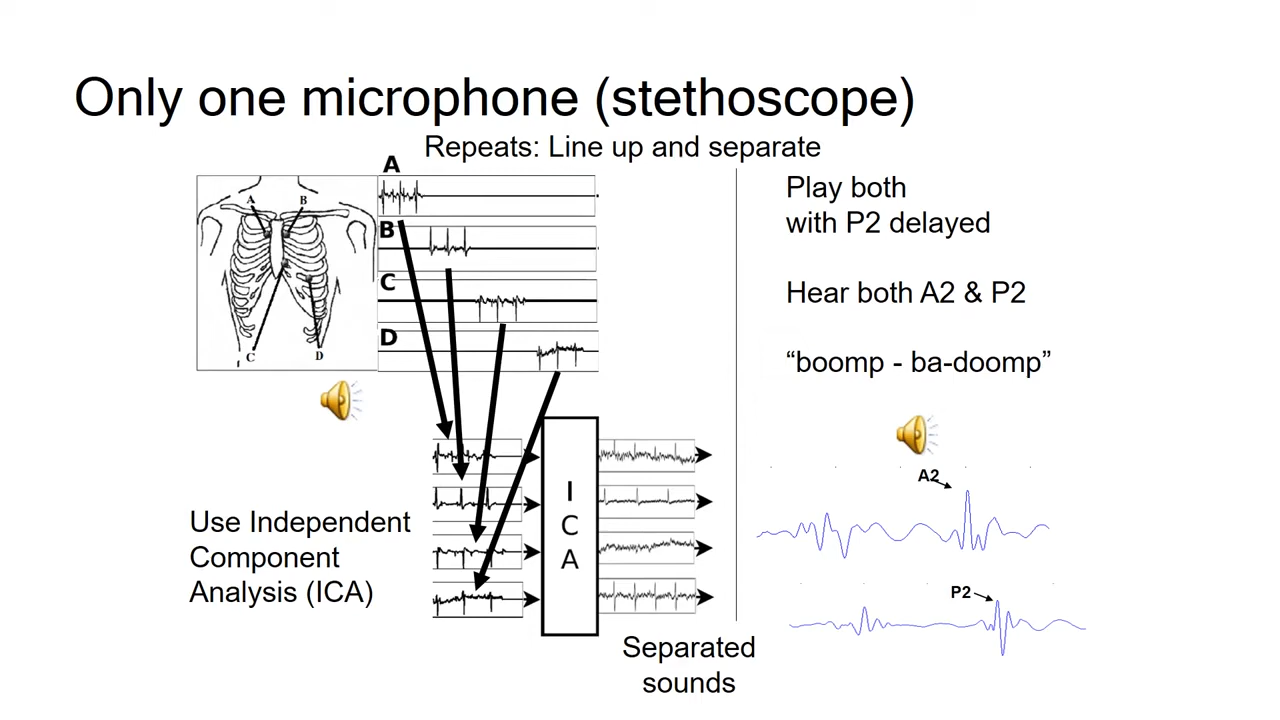 Only one microphone (stethoscope)
Repeats: Line up and separate
A
B
C
D
A
B
C
D
Use Independent
Component
Analysis (ICA)
I
C
A
Separated
sounds
Play both
with P2 delayed
Hear both A2 & P2
“boomp - ba-doomp”
A2
P2